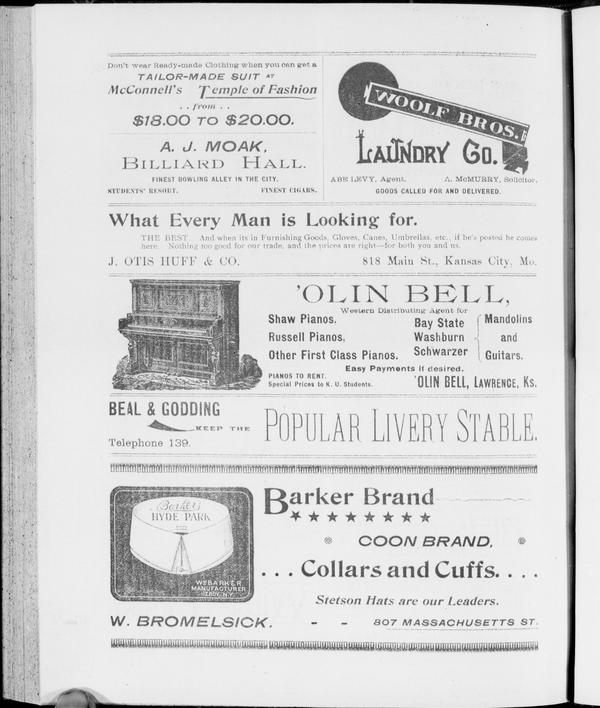 Don't wear Ready-made Clothing when you can get a
TAILOR-MADE SUIT AT
McConnell's Temple of Fashion
. . from . .
$18.00 TO $20.00.
A. J. MOAK,
BILLIARD HALL.
FINEST BOWLING ALLEY IN THE CITY.
STUDENTS' RESORT. FINEST CIGARS.
WOOLF BROS.
LAUNDRY CO.
ABE LEVY, Agent. A. McMURRY, Solicitor.
GOODS CALLED FOR AND DELIVERED.
What Every Man is Looking for.
THE BEST. And when its in Furnishing Goods, Gloves, Canes, Umbrellas, etc., if he's posted he comes
here. Nothing too good for our trade, and the prices are right—for both you and us.
J. OTIS HUFF & CO. 818 Main St., Kansas City, Mo.
'OLIN BELL,
Western Distributing Agent for
Shaw Pianos.
Russell Pianos,
Other First Class Pianos.
Bay State
Washburn
Schwarzer
Mandolins
and
Guitars.
Easy Payments if desired.
PIANOS TO RENT.
Special Prices to K. U. Students.
'OLIN BELL, LAWRENCE, KS.
BEAL & GODDING
KEEP THE
Telephone 139.
POPULAR LIVERY STABLE.
Barker's
HYDE PARK
WM BARKER
MANUFACTURER
TROY, N.Y.
Barker Brand
COON BRAND,
. . . Collars and Cuffs. . . .
Stetson Hats are our Leaders.
W. BROMELSICK. - - 807 MASSACHUSETTS ST.